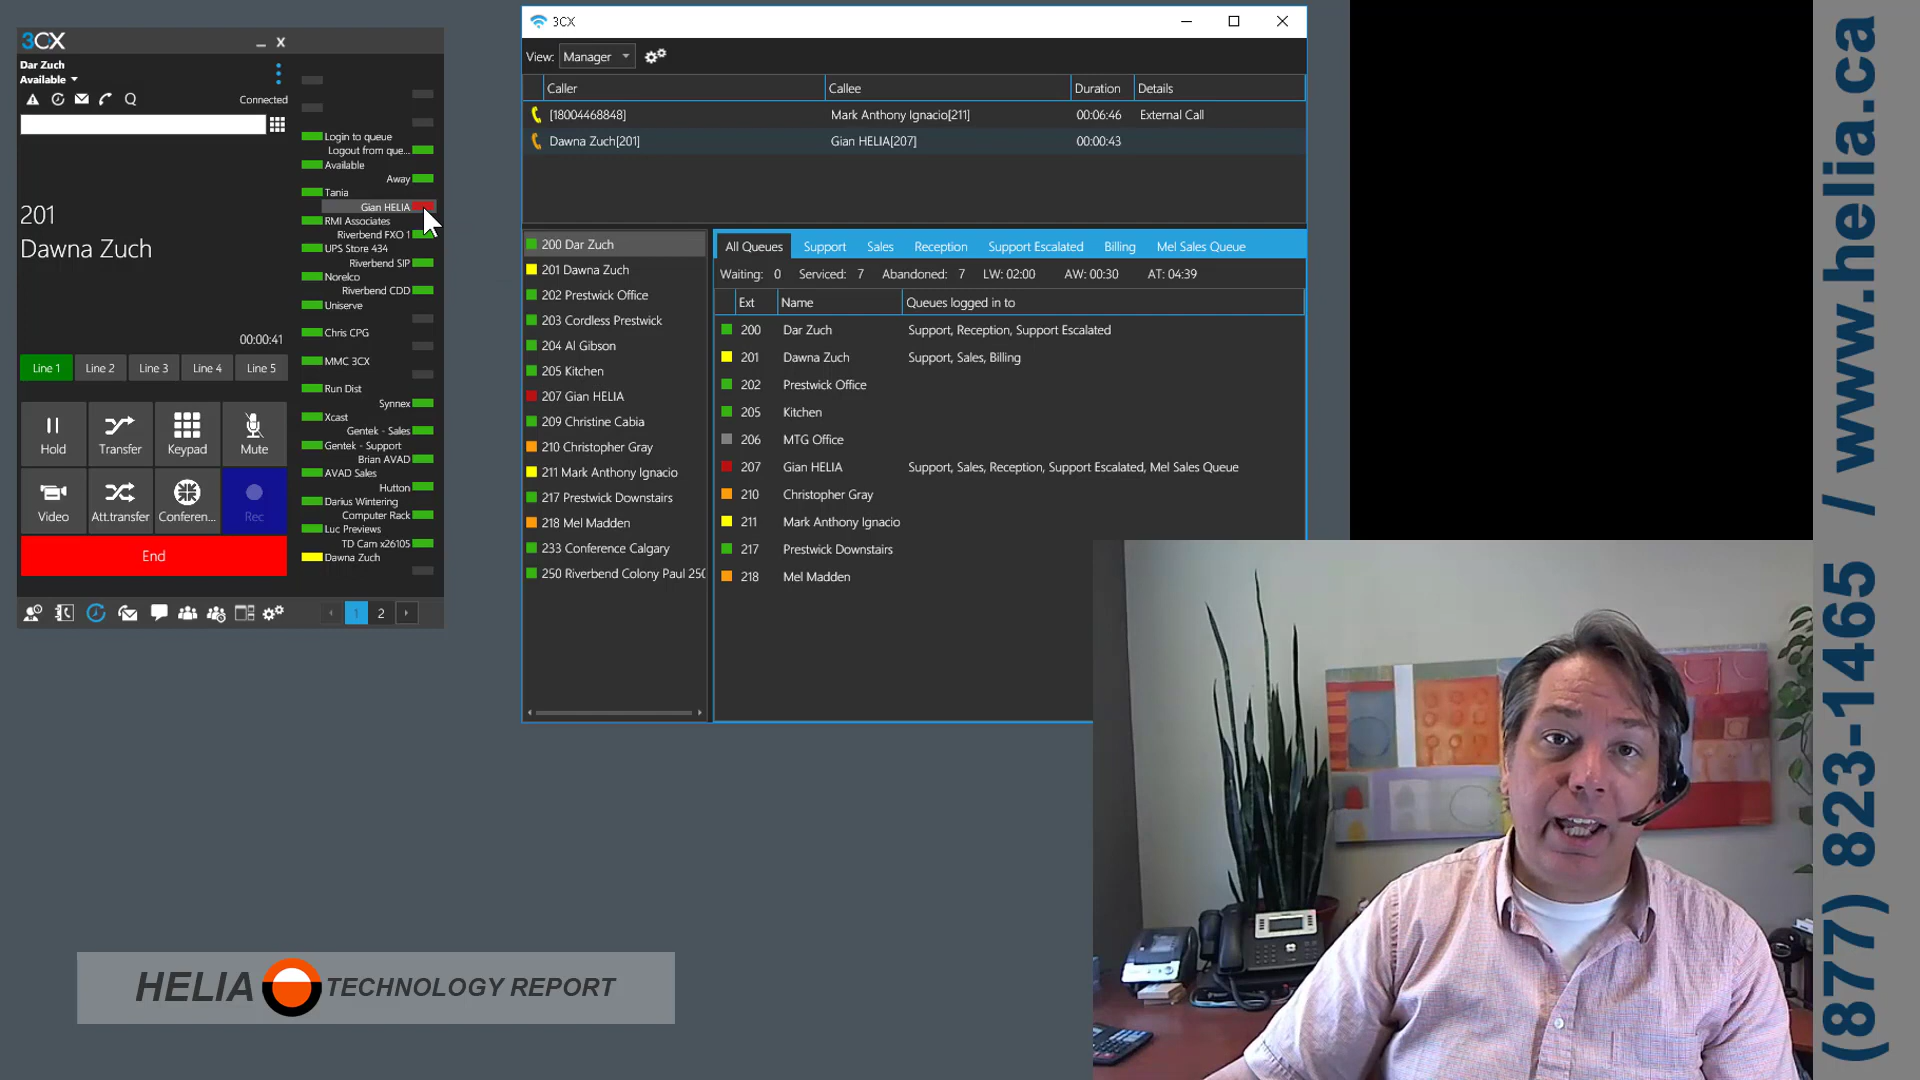 3CX
Dar Zuch
Available
Connected
201
Dawna Zuch
00:00:41
Line 1 Line 2 Line 3 Line 4 Line 5
Hold Transfer Keypad Mute
Video Att.transfer Conferen... Rec
End
Login to queue
Logout from que...
Available
Away
Tania
Gian HELIA
RMI Associates
Riverbend FXO 1
UPS Store 434
Riverbend SIP
Norelco
Riverbend CDD
Uniserve
Chris CPG
MMC 3CX
Run Dist
Synnex
Xcast
Gentek - Sales
Gentek - Support
Brian AVAD
AVAD Sales
Hutton
Darius Wintering
Computer Rack
Luc Previews
TD Cam x26105
Dawna Zuch
1 2
3CX
View: Manager
Caller Callee Duration Details
[18004468848] Mark Anthony Ignacio[211] 00:06:46 External Call
Dawna Zuch[201] Gian HELIA[207] 00:00:43
200 Dar Zuch
201 Dawna Zuch
202 Prestwick Office
203 Cordless Prestwick
204 Al Gibson
205 Kitchen
207 Gian HELIA
209 Christine Cabia
210 Christopher Gray
211 Mark Anthony Ignacio
217 Prestwick Downstairs
218 Mel Madden
233 Conference Calgary
250 Riverbend Colony Paul 250
All Queues Support Sales Reception Support Escalated Billing Mel Sales Queue
Waiting: 0 Serviced: 7 Abandoned: 7 LW: 02:00 AW: 00:30 AT: 04:39
Ext Name Queues logged in to
200 Dar Zuch Support, Reception, Support Escalated
201 Dawna Zuch Support, Sales, Billing
202 Prestwick Office
205 Kitchen
206 MTG Office
207 Gian HELIA Support, Sales, Reception, Support Escalated, Mel Sales Queue
210 Christopher Gray
211 Mark Anthony Ignacio
217 Prestwick Downstairs
218 Mel Madden
HELIA TECHNOLOGY REPORT
(877) 823-1465 / www.helia.ca